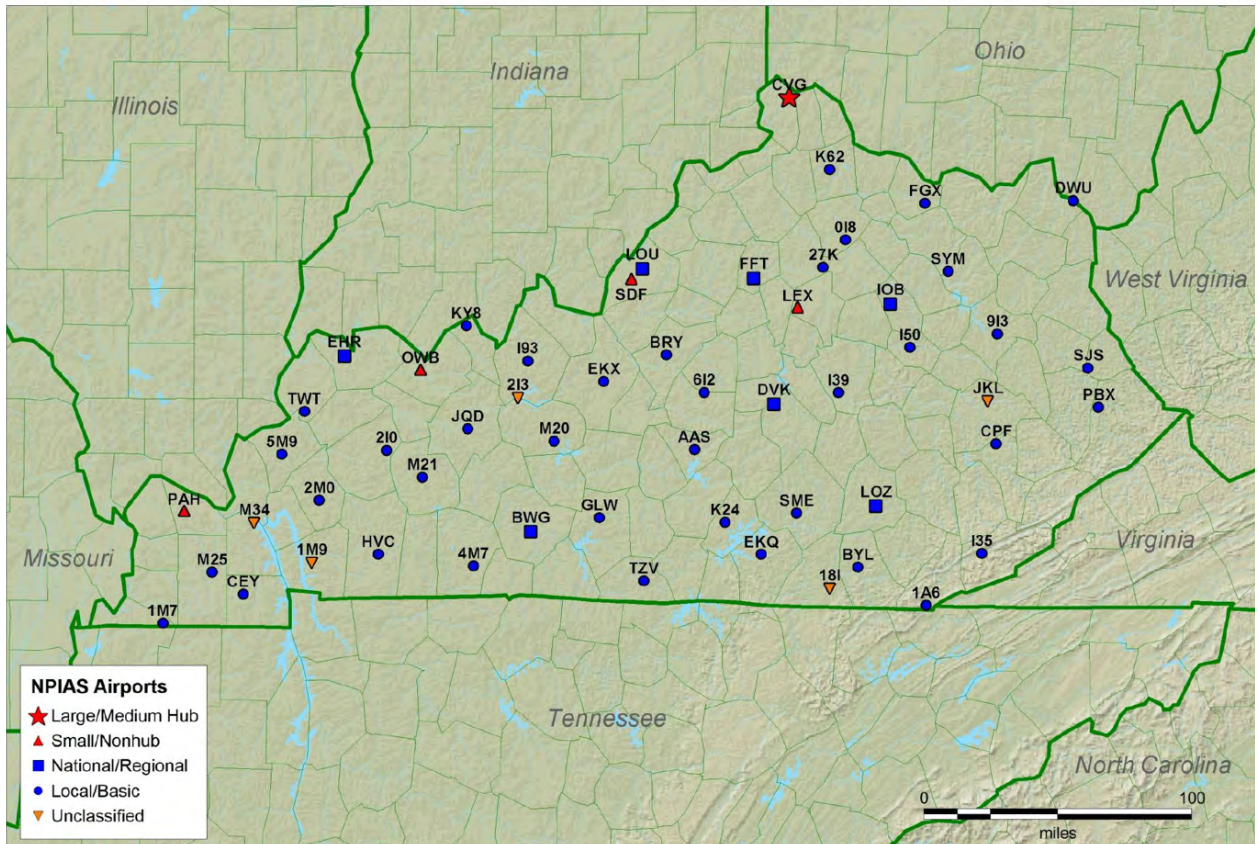 Ohio
Indiana
CVG
Illinois
K62
FGX
DWU
0I8
LOU
FFT
27K
SYM
West Virginia
SDF
LEX
IOB
KY8
9I3
EHR
I50
OWB
I93
BRY
SJS
EKX
2I3
6I2
DVK
I39
JKL
PBX
TWT
JQD
M20
CPF
5M9
2I0
AAS
M21
2M0
PAH
M34
GLW
K24
SME
LOZ
BWG
Virginia
Missouri
1M9
HVC
4M7
EKQ
I35
M25
BYL
CEY
TZV
18I
1A6
1M7
NPIAS Airports
Large/Medium Hub
Small/Nonhub
National/Regional
Local/Basic
Unclassified
Tennessee
North Carolina
0 100
miles